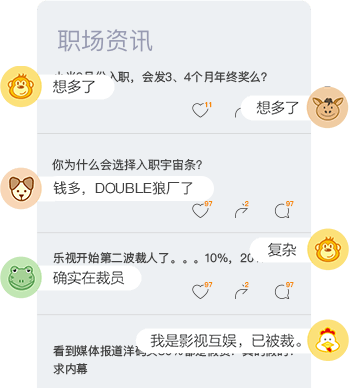 职场资讯
份入职，会发3、4个月年终奖么？
想多了
11
想多了
你为什么会选择入职宇宙条？
钱多，DOUBLE狼厂了
97
2
97
复杂
乐视开始第二波裁人了。。。10%，20
确实在裁员
97
2
97
我是影视互娱，已被裁。
看到媒体报道洋码头
求内幕